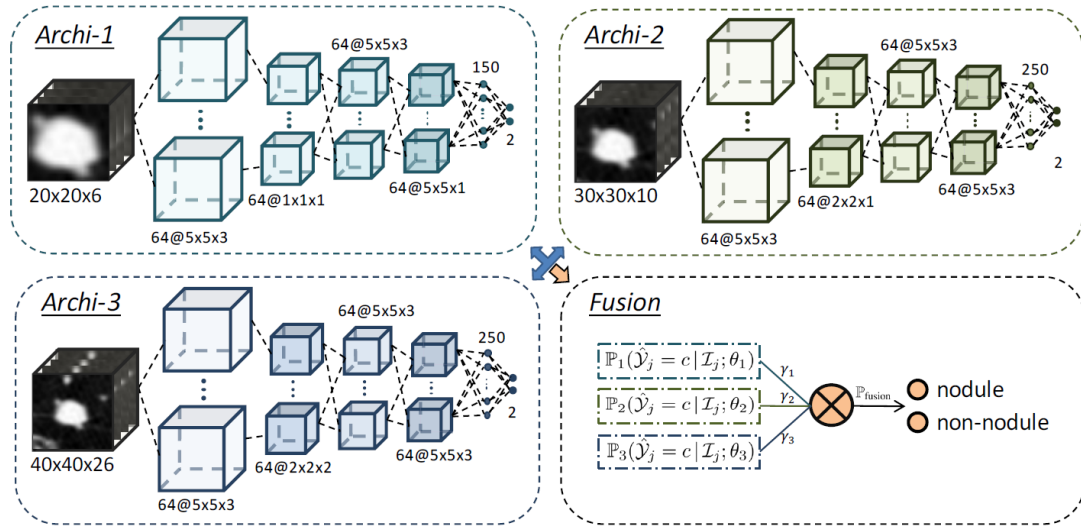 Archi-1
64@5x5x3
150
2
20x20x6
64@1x1x1
64@5x5x1
64@5x5x3
Archi-2
64@5x5x3
250
2
30x30x10
64@2x2x1
64@5x5x3
64@5x5x3
Archi-3
64@5x5x3
250
2
40x40x26
64@2x2x2
64@5x5x3
64@5x5x3
Fusion
ℙ₁(𝒴̂ⱼ = c | ℐⱼ; θ₁)
γ₁
ℙ₂(𝒴̂ⱼ = c | ℐⱼ; θ₂)
γ₂
ℙ₃(𝒴̂ⱼ = c | ℐⱼ; θ₃)
γ₃
ℙfusion
nodule
non-nodule